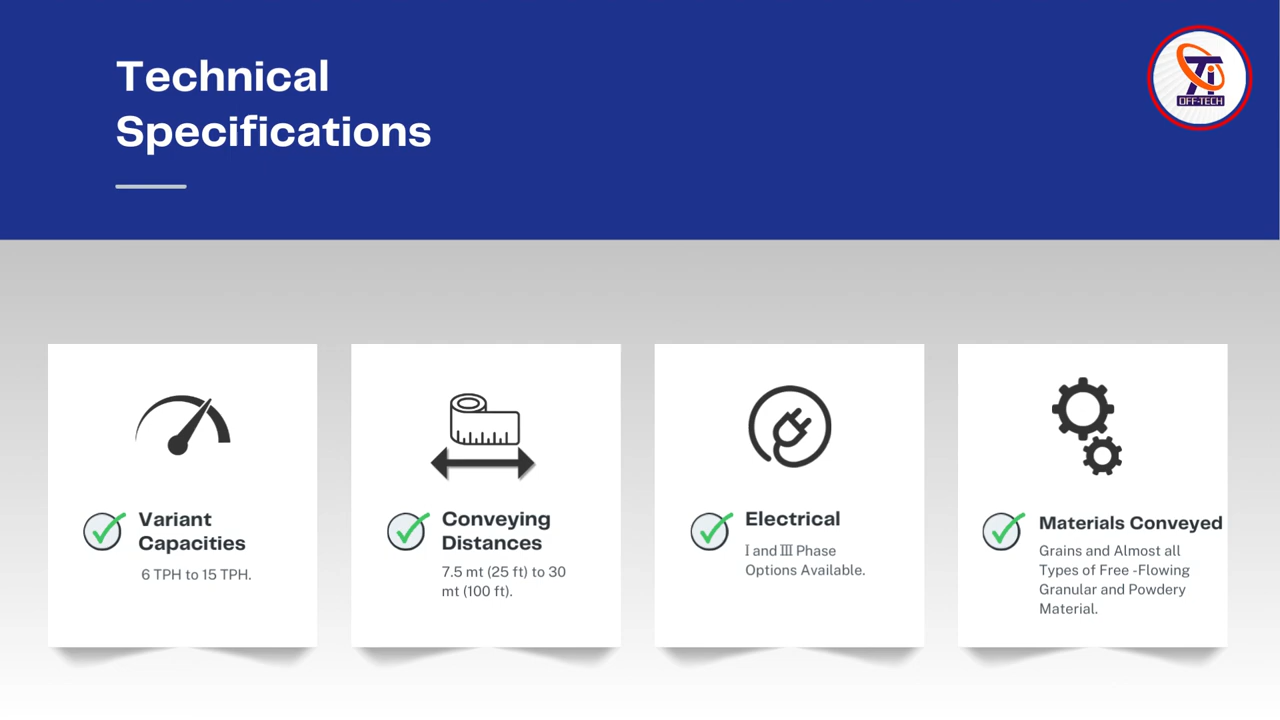 Technical
Specifications
Ti
OFF-TECH
Variant
Capacities
6 TPH to 15 TPH.
Conveying
Distances
7.5 mt (25 ft) to 30
mt (100 ft).
Electrical
Ⅰ and Ⅲ Phase
Options Available.
Materials Conveyed
Grains and Almost all
Types of Free -Flowing
Granular and Powdery
Material.